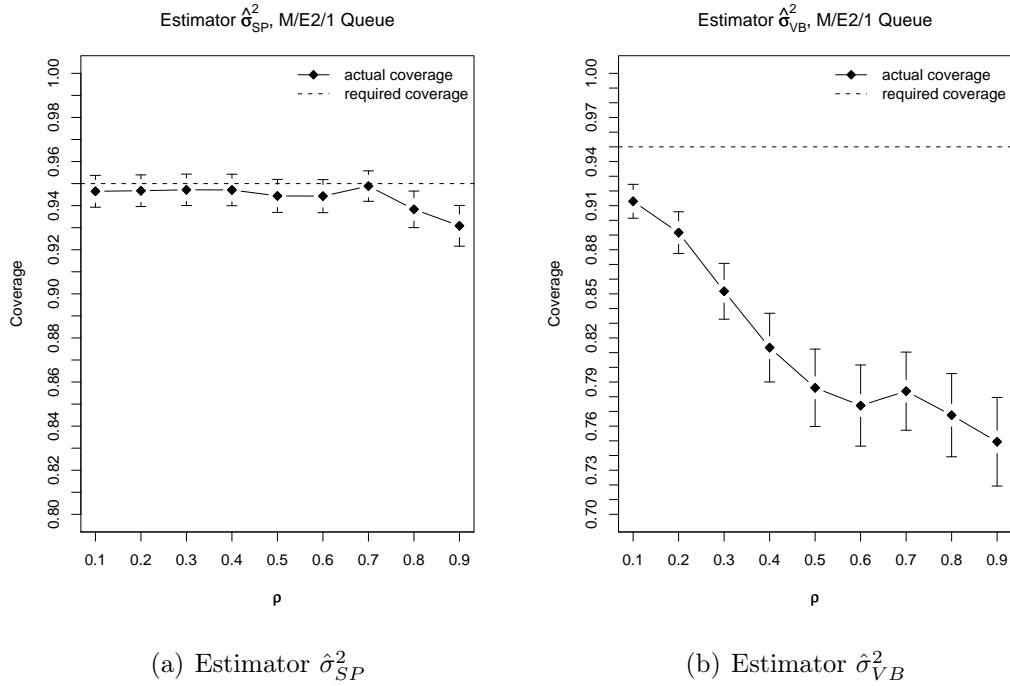 Estimator σ̂²_SP, M/E2/1 Queue
actual coverage
required coverage
Coverage
1.00
0.98
0.96
0.94
0.92
0.90
0.88
0.86
0.84
0.82
0.80
0.1 0.2 0.3 0.4 0.5 0.6 0.7 0.8 0.9
ρ
(a) Estimator σ̂²_SP
Estimator σ̂²_VB, M/E2/1 Queue
actual coverage
required coverage
Coverage
1.00
0.97
0.94
0.91
0.88
0.85
0.82
0.79
0.76
0.73
0.70
0.1 0.2 0.3 0.4 0.5 0.6 0.7 0.8 0.9
ρ
(b) Estimator σ̂²_VB